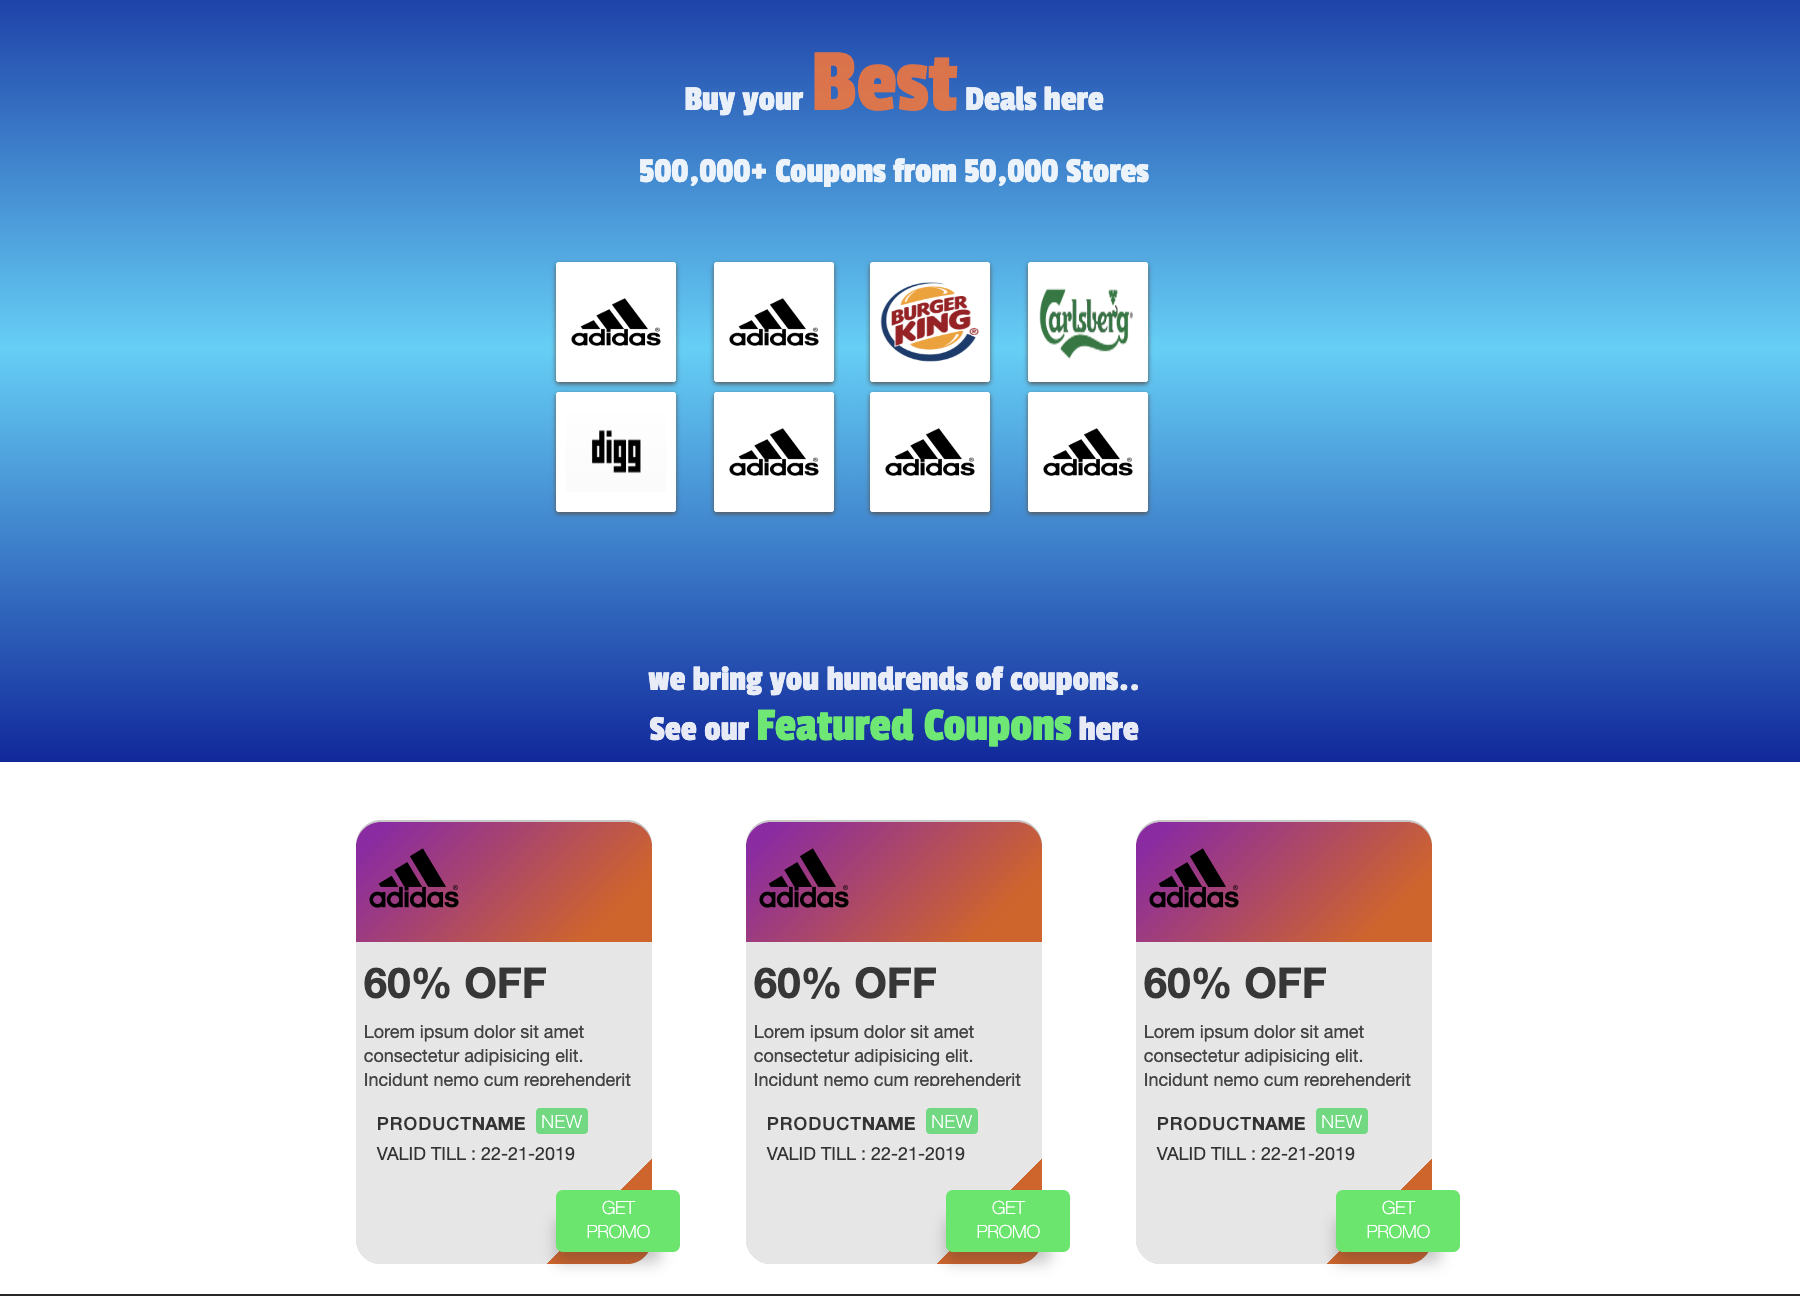 Buy your Best Deals here
500,000+ Coupons from 50,000 Stores
adidas®
adidas®
BURGER
KING®
Carlsberg®
digg
adidas®
adidas®
adidas®
we bring you hundrends of coupons..
See our Featured Coupons here
adidas®
60% OFF
Lorem ipsum dolor sit amet
consectetur adipisicing elit.
Incidunt nemo cum reprehenderit
PRODUCTNAME NEW
VALID TILL : 22-21-2019
GET
PROMO
adidas®
60% OFF
Lorem ipsum dolor sit amet
consectetur adipisicing elit.
Incidunt nemo cum reprehenderit
PRODUCTNAME NEW
VALID TILL : 22-21-2019
GET
PROMO
adidas®
60% OFF
Lorem ipsum dolor sit amet
consectetur adipisicing elit.
Incidunt nemo cum reprehenderit
PRODUCTNAME NEW
VALID TILL : 22-21-2019
GET
PROMO